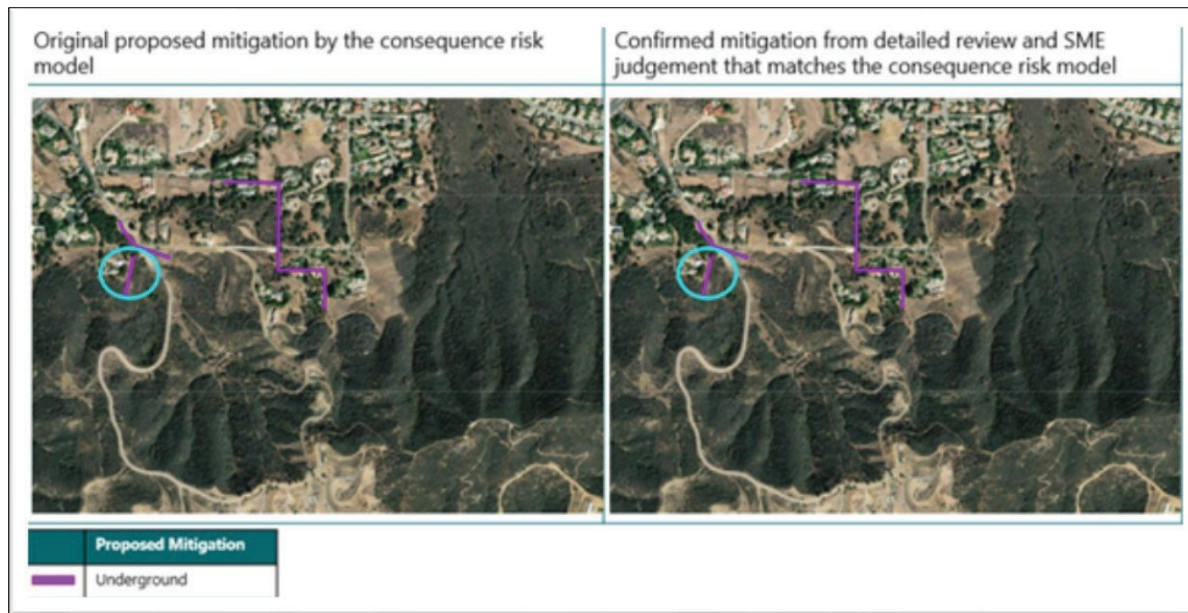 Original proposed mitigation by the consequence risk
model
Confirmed mitigation from detailed review and SME
judgement that matches the consequence risk model
Proposed Mitigation
Underground